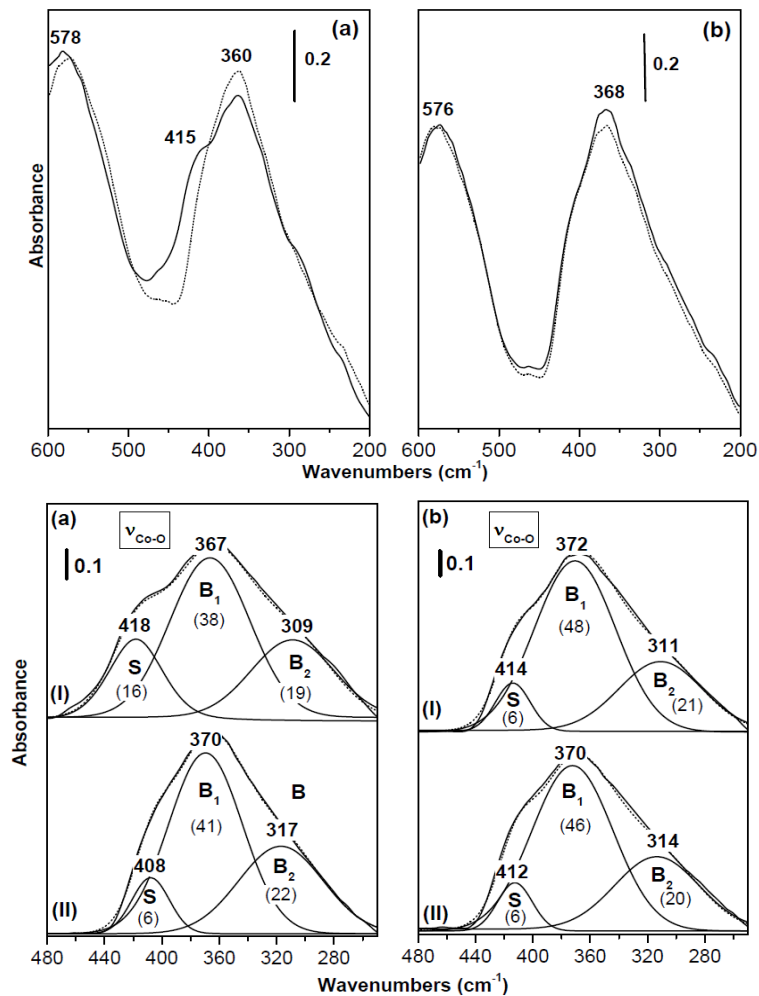 (a)
578
360
0.2
415
Absorbance
600 500 400 300 200
(b)
0.2
368
576
600 500 400 300 200
Wavenumbers (cm-1)
(a)
νCo-O
0.1
367
B1
(38)
418
S
(16)
309
B2
(19)
(I)
370
B1
(41)
B
408
S
(6)
317
B2
(22)
(II)
480 440 400 360 320 280
Absorbance
(b)
νCo-O
0.1
372
B1
(48)
414
S
(6)
311
B2
(21)
(I)
370
B1
(46)
412
S
(6)
314
B2
(20)
(II)
480 440 400 360 320 280
Wavenumbers (cm-1)